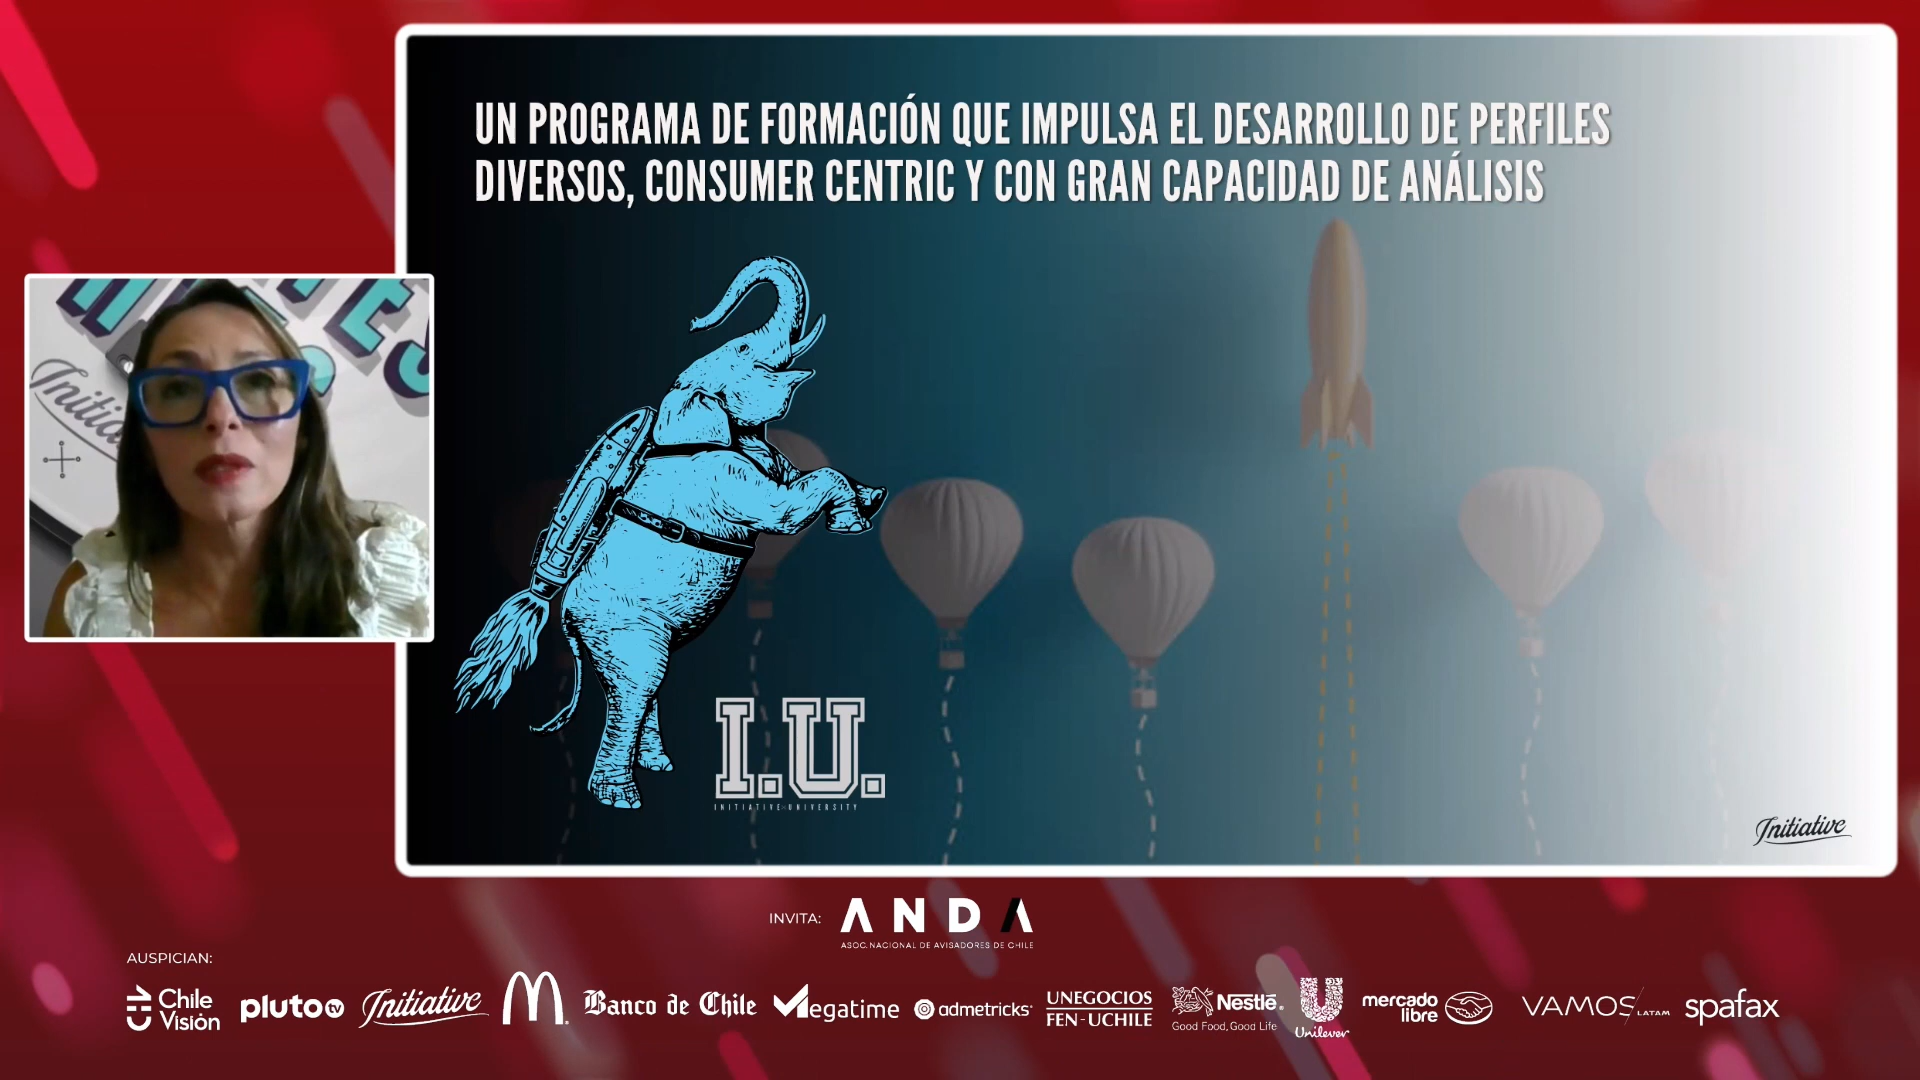 UN PROGRAMA DE FORMACIÓN QUE IMPULSA EL DESARROLLO DE PERFILES
DIVERSOS, CONSUMER CENTRIC Y CON GRAN CAPACIDAD DE ANÁLISIS
I.U.
INITIATIVE UNIVERSITY
Initiative
INVITA:
ANDA
ASOC. NACIONAL DE AVISADORES DE CHILE
AUSPICIAN:
CHV Chile Visión
pluto tv
Initiative
M
Banco de Chile
Megatime
admetricks
UNEGOCIOS
FEN-UCHILE
Nestlé
Good Food, Good Life
Unilever
mercado
libre
VAMOS LATAM
spafax